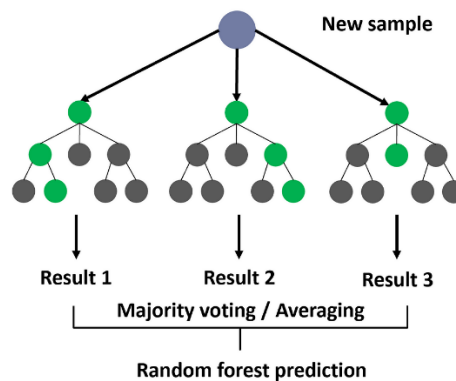 New sample
Result 1
Result 2
Result 3
Majority voting / Averaging
Random forest prediction